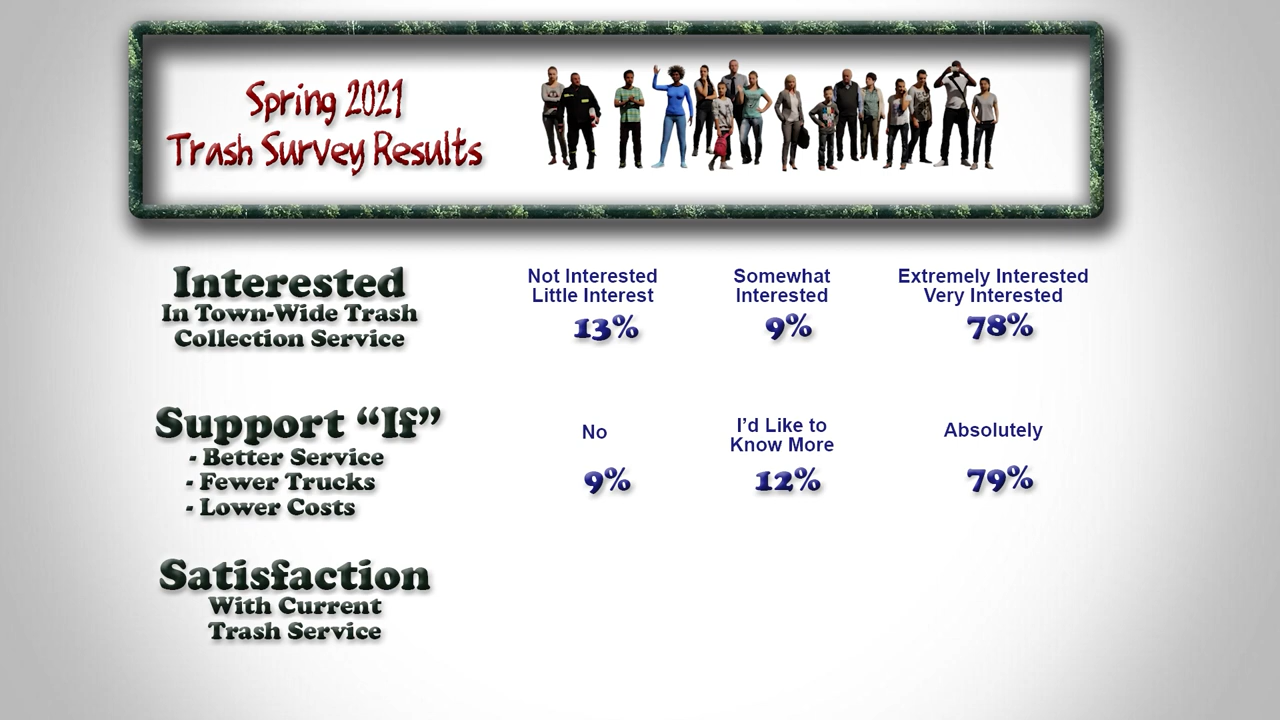 Spring 2021
Trash Survey Results
Interested
In Town-Wide Trash
Collection Service
Not Interested
Little Interest
13%
Somewhat
Interested
9%
Extremely Interested
Very Interested
78%
Support “If”
- Better Service
- Fewer Trucks
- Lower Costs
No
9%
I’d Like to
Know More
12%
Absolutely
79%
Satisfaction
With Current
Trash Service